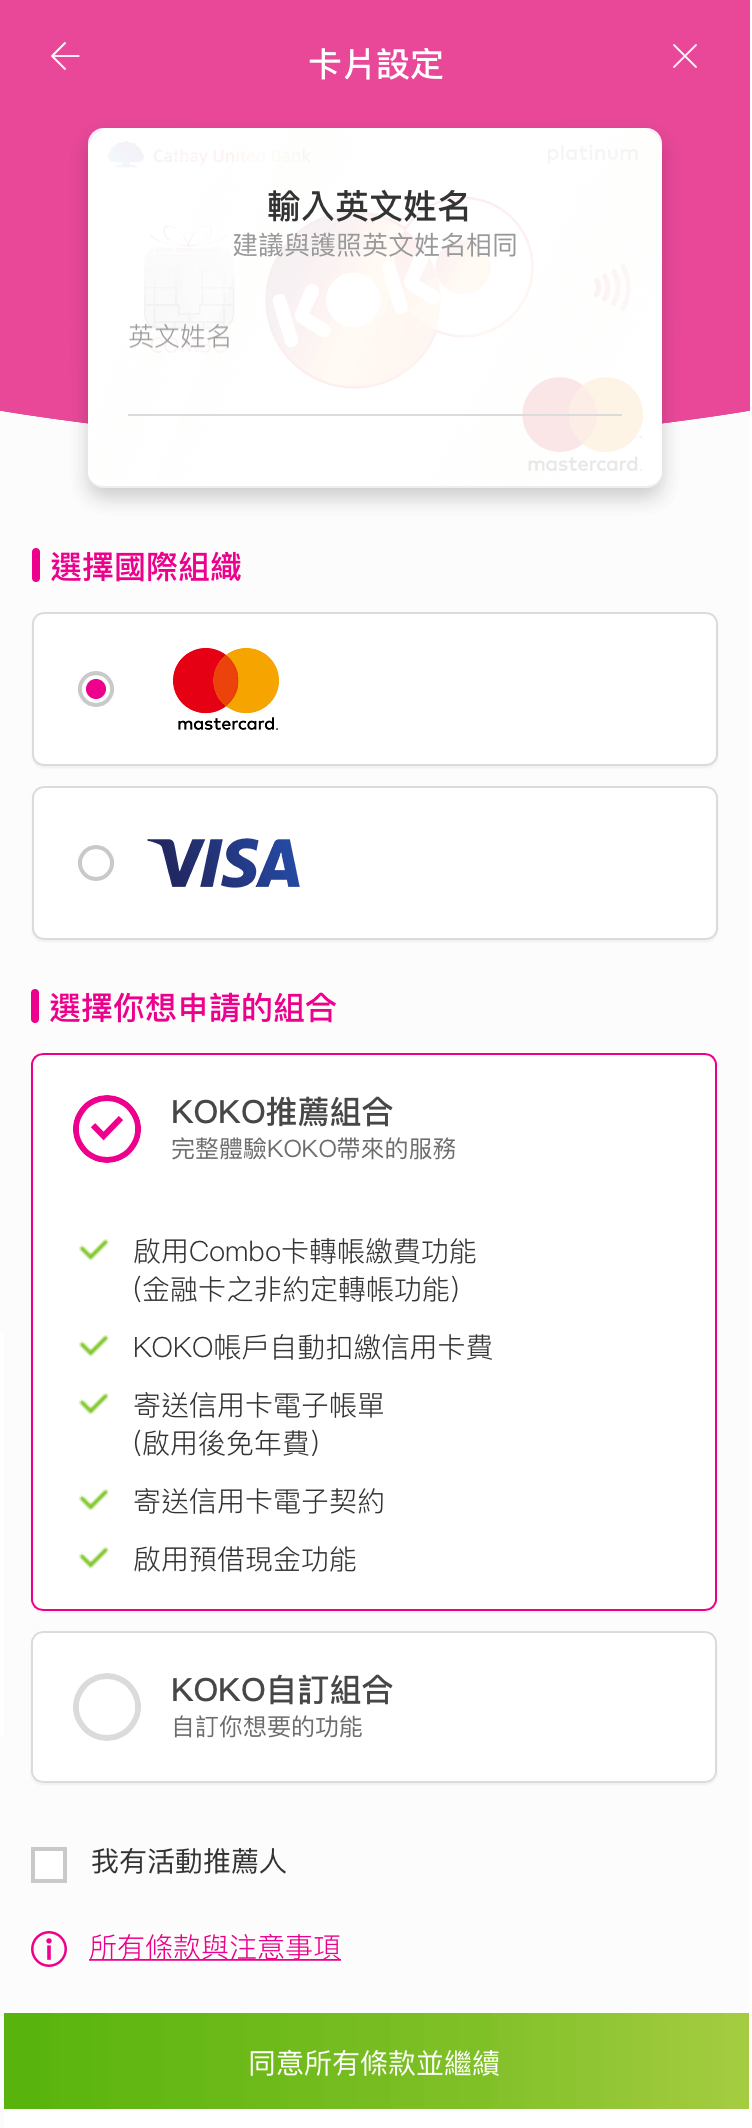 卡片設定
Cathay United Bank
platinum
輸入英文姓名
建議與護照英文姓名相同
KOKO
英文姓名
mastercard.
選擇國際組織
mastercard.
VISA
選擇你想申請的組合
KOKO推薦組合
完整體驗KOKO帶來的服務
啟用Combo卡轉帳繳費功能
(金融卡之非約定轉帳功能)
KOKO帳戶自動扣繳信用卡費
寄送信用卡電子帳單
(啟用後免年費)
寄送信用卡電子契約
啟用預借現金功能
KOKO自訂組合
自訂你想要的功能
我有活動推薦人
所有條款與注意事項
同意所有條款並繼續